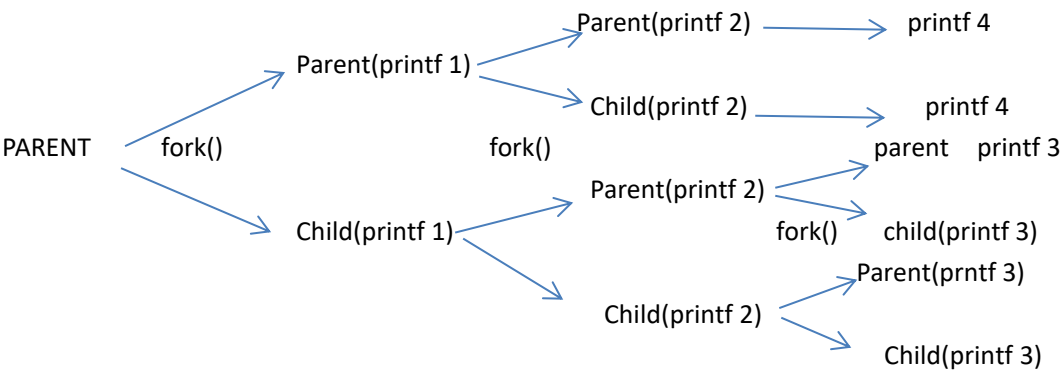 Parent(printf 2) printf 4
Parent(printf 1)
Child(printf 2) printf 4
PARENT fork() fork() parent printf 3
Parent(printf 2)
Child(printf 1) fork() child(printf 3)
Parent(prntf 3)
Child(printf 2)
Child(printf 3)